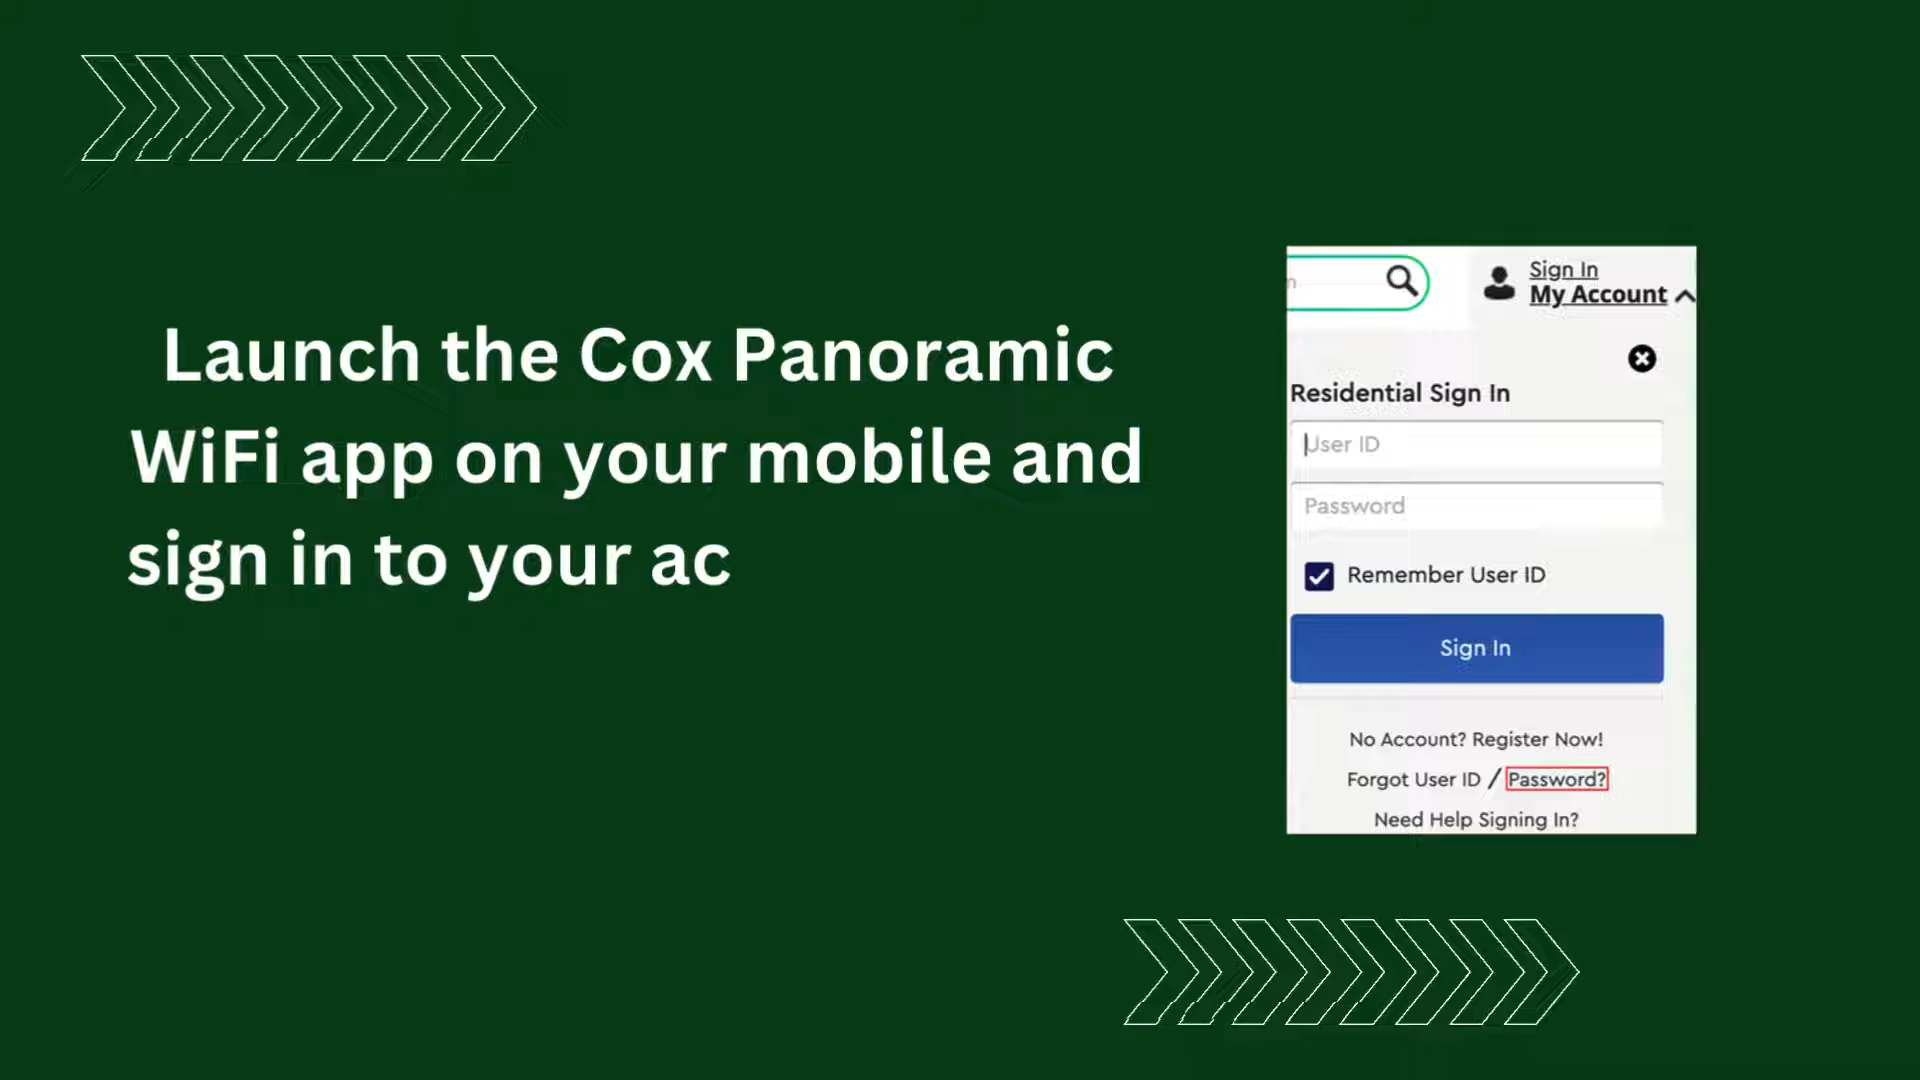 Launch the Cox Panoramic
WiFi app on your mobile and
sign in to your ac
Sign In
My Account
Residential Sign In
User ID
Password
Remember User ID
Sign In
No Account? Register Now!
Forgot User ID / Password?
Need Help Signing In?